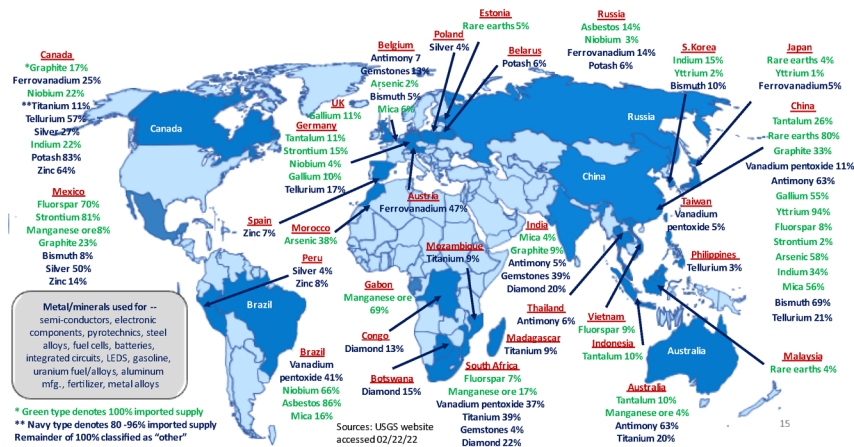 Canada
*Graphite 17%
Ferrovanadium 25%
Niobium 22%
**Titanium 11%
Tellurium 57%
Silver 27%
Indium 22%
Potash 83%
Zinc 64%
Mexico
Fluorspar 70%
Strontium 81%
Manganese ore8%
Graphite 23%
Bismuth 8%
Silver 50%
Zinc 14%
Metal/minerals used for --
semi-conductors, electronic
components, pyrotechnics, steel
alloys, fuel cells, batteries,
integrated circuits, LEDS, gasoline,
uranium fuel/alloys, aluminum
mfg., fertilizer, metal alloys
* Green type denotes 100% imported supply
** Navy type denotes 80 -96% imported supply
Remainder of 100% classified as "other"
Canada
Brazil
Russia
China
Australia
Peru
Silver 4%
Zinc 8%
Brazil
Vanadium
pentoxide 41%
Niobium 66%
Asbestos 86%
Mica 16%
Spain
Zinc 7%
Morocco
Arsenic 38%
UK
Gallium 11%
Germany
Tantalum 11%
Strontium 15%
Niobium 4%
Gallium 10%
Tellurium 17%
Belgium
Antimony 7
Gemstones 13%
Arsenic 2%
Bismuth 5%
Mica 6%
Poland
Silver 4%
Estonia
Rare earths 5%
Belarus
Potash 6%
Russia
Asbestos 14%
Niobium 3%
Ferrovanadium 14%
Potash 6%
Austria
Ferrovanadium 47%
Gabon
Manganese ore
69%
Congo
Diamond 13%
Botswana
Diamond 15%
Mozambique
Titanium 9%
Madagascar
Titanium 9%
South Africa
Fluorspar 7%
Manganese ore 17%
Vanadium pentoxide 37%
Titanium 39%
Gemstones 4%
Diamond 22%
India
Mica 4%
Graphite 9%
Antimony 5%
Gemstones 39%
Diamond 20%
Thailand
Antimony 6%
Vietnam
Fluorspar 9%
Indonesia
Tantalum 10%
Australia
Tantalum 10%
Manganese ore 4%
Antimony 63%
Titanium 20%
Malaysia
Rare earths 4%
Philippines
Tellurium 3%
Taiwan
Vanadium
pentoxide 5%
S.Korea
Indium 15%
Yttrium 2%
Bismuth 10%
Japan
Rare earths 4%
Yttrium 1%
Ferrovanadium5%
China
Tantalum 26%
Rare earths 80%
Graphite 33%
Vanadium pentoxide 11%
Antimony 63%
Gallium 55%
Yttrium 94%
Fluorspar 8%
Strontium 2%
Arsenic 58%
Indium 34%
Mica 56%
Bismuth 69%
Tellurium 21%
Sources: USGS website
accessed 02/22/22
15